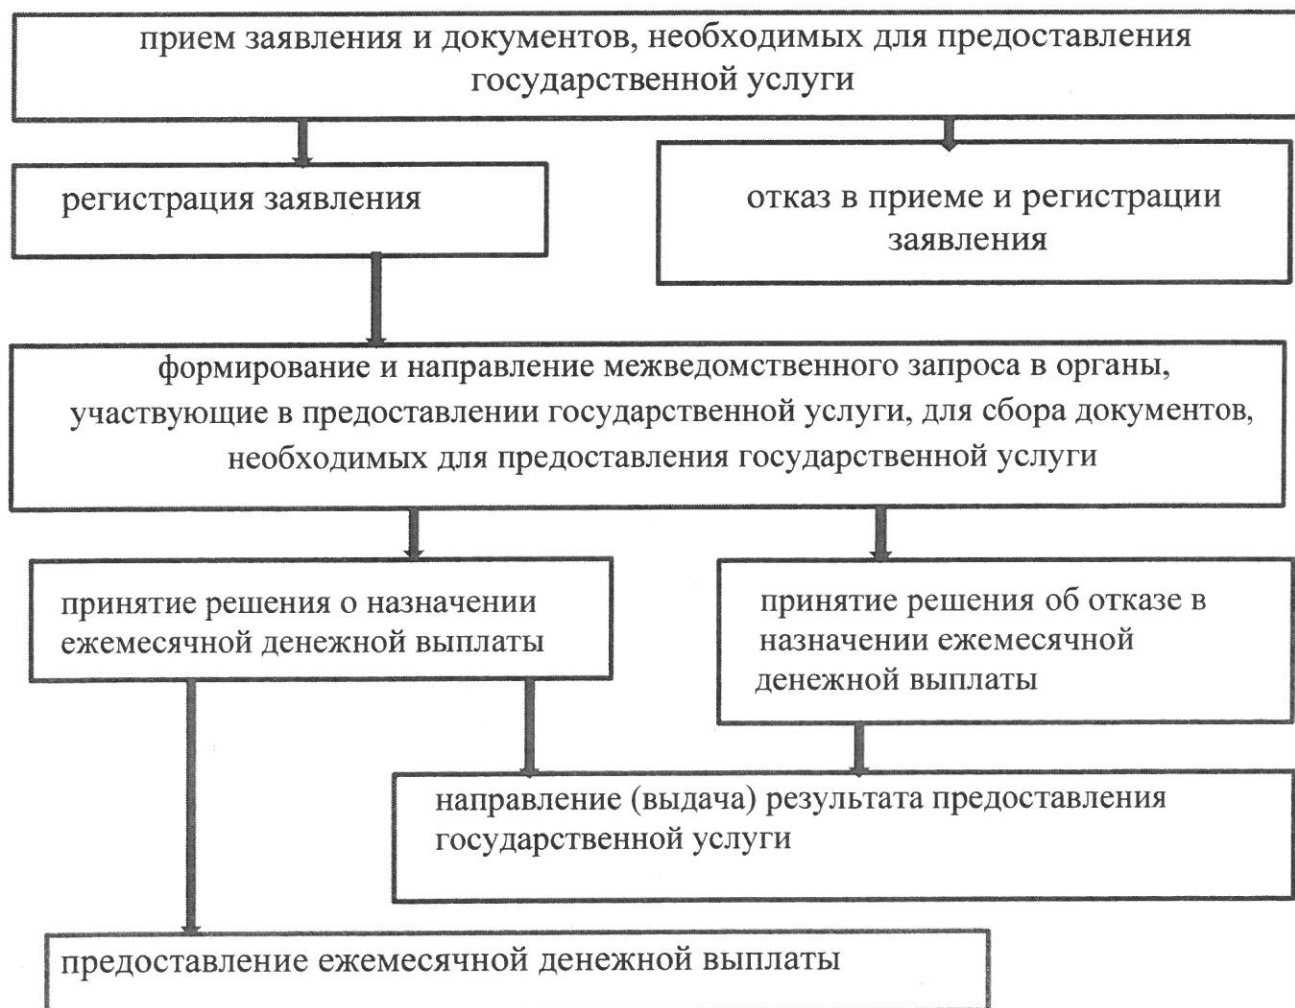 прием заявления и документов, необходимых для предоставления
государственной услуги
регистрация заявления
отказ в приеме и регистрации
заявления
формирование и направление межведомственного запроса в органы,
участвующие в предоставлении государственной услуги, для сбора документов,
необходимых для предоставления государственной услуги
принятие решения о назначении
ежемесячной денежной выплаты
принятие решения об отказе в
назначении ежемесячной
денежной выплаты
направление (выдача) результата предоставления
государственной услуги
предоставление ежемесячной денежной выплаты